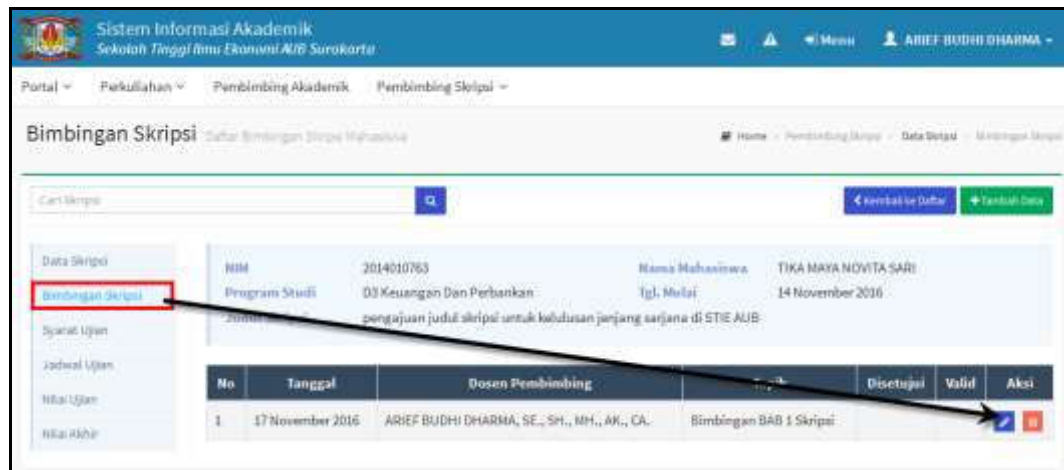 Sistem Informasi Akademik
Sekolah Tinggi Ilmu Ekonomi AUB Surakarta
Menu ARIEF BUDHI DHARMA
Portal Perkuliahan Pembimbing Akademik Pembimbing Skripsi
Bimbingan Skripsi Daftar Bimbingan Skripsi Mahasiswa
Home Pembimbing Skripsi Data Skripsi Bimbingan Skripsi
Cari Skripsi
Kembali ke Daftar Tambah Data
Data Skripsi
Bimbingan Skripsi
Syarat Ujian
Jadwal Ujian
Nilai Ujian
Nilai Akhir
NIM 2014010763 Nama Mahasiswa TIKA MAYA NOVITA SARI
Program Studi D3 Keuangan Dan Perbankan Tgl. Mulai 14 November 2016
pengajuan judul skripsi untuk kelulusan jenjang sarjana di STIE AUB
No Tanggal Dosen Pembimbing Disetujui Valid Aksi
1 17 November 2016 ARIEF BUDHI DHARMA, SE., SH., MH., AK., CA. Bimbingan BAB 1 Skripsi